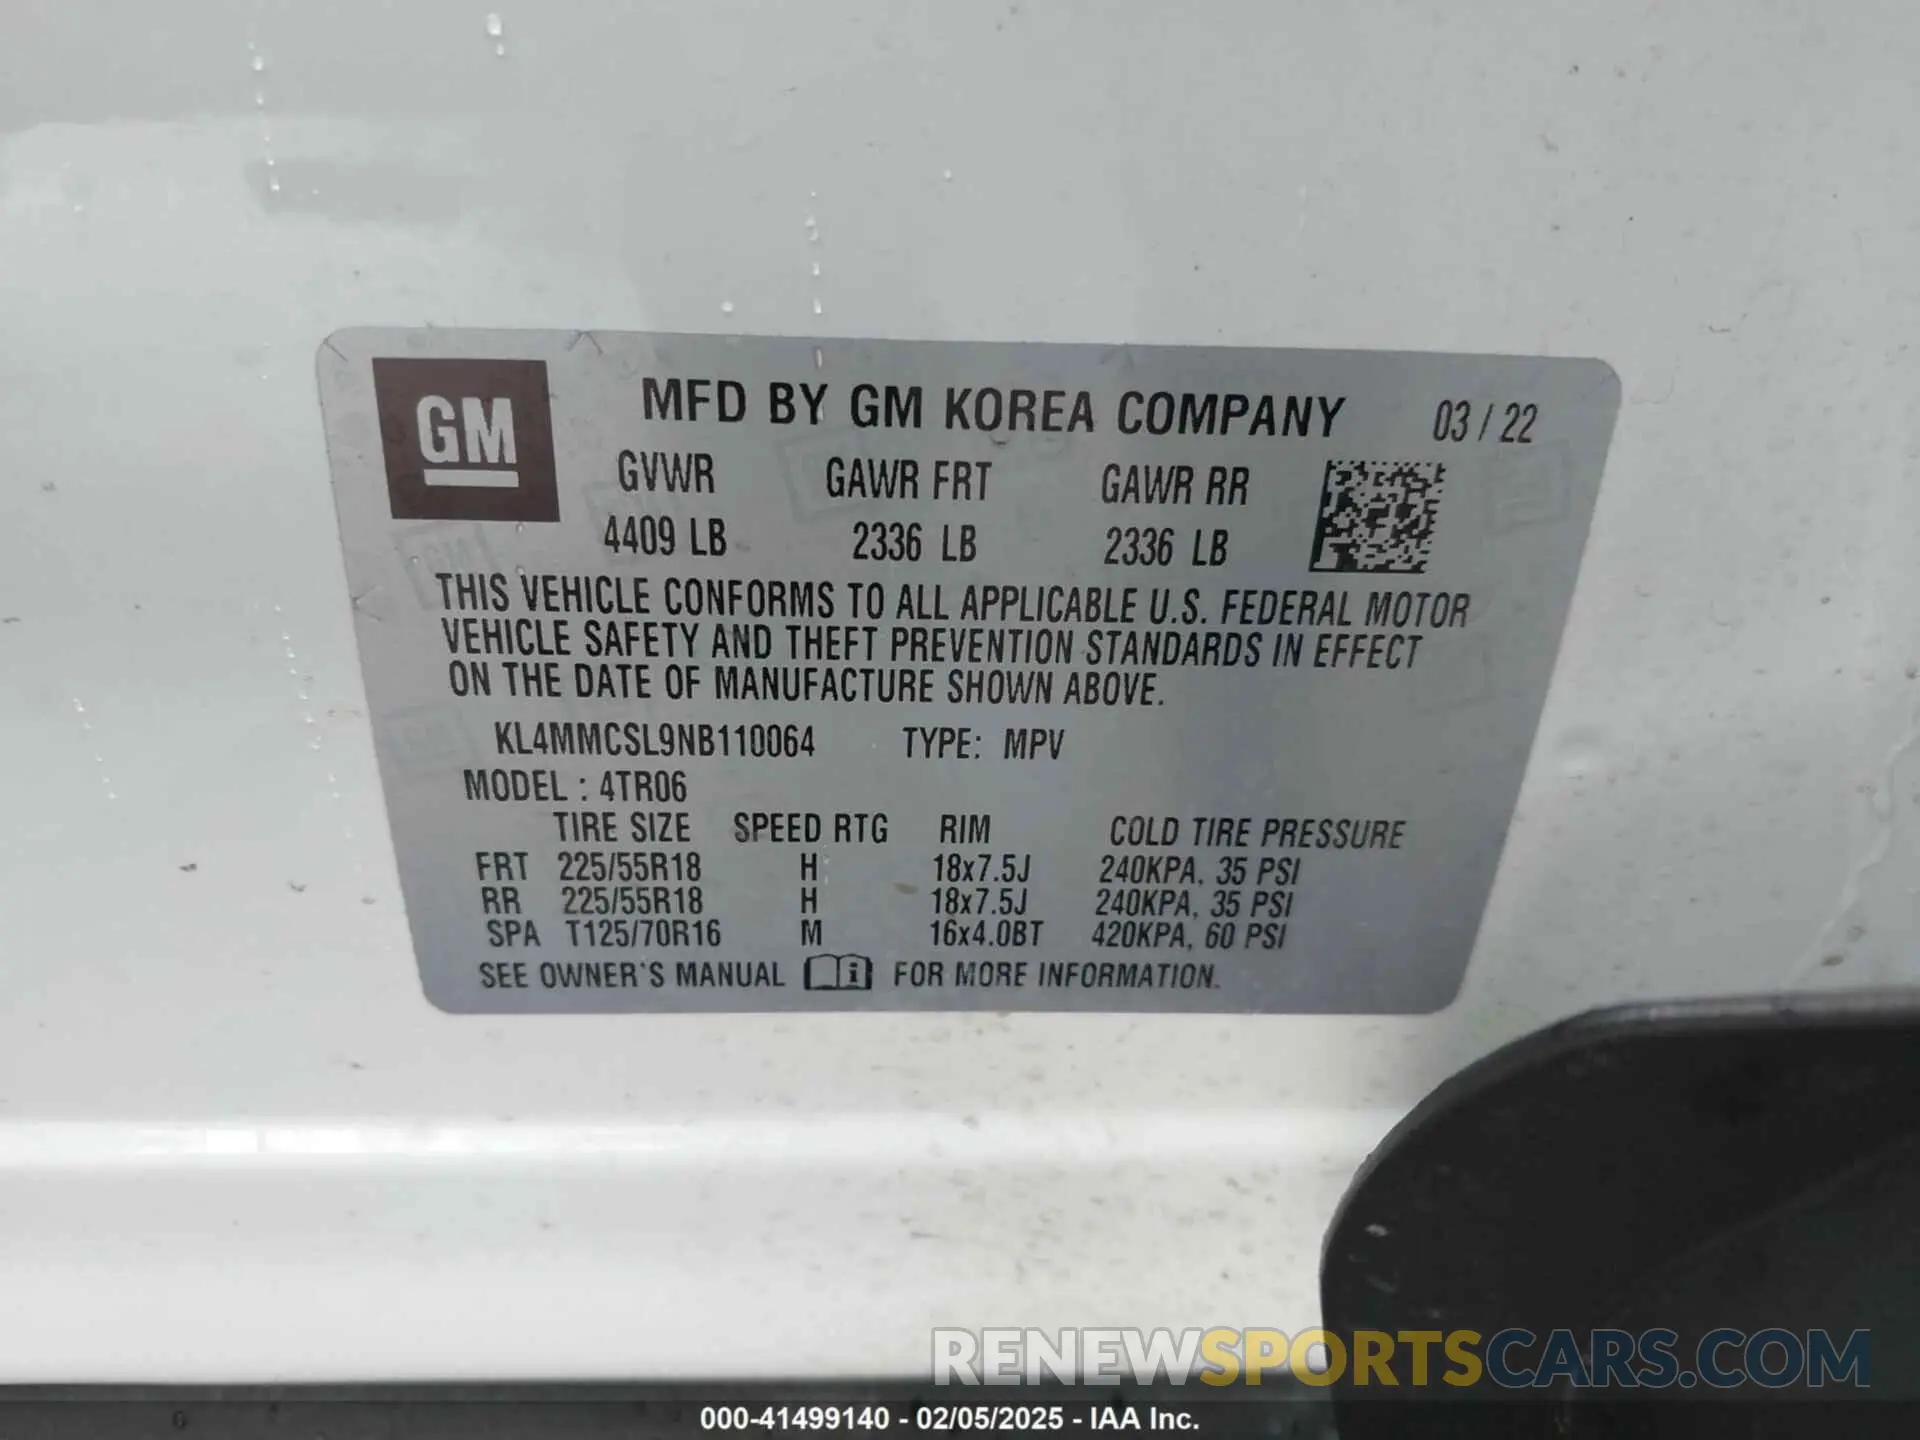 GM
MFD BY GM KOREA COMPANY 03 / 22
GVWR GAWR FRT GAWR RR
4409 LB 2336 LB 2336 LB
THIS VEHICLE CONFORMS TO ALL APPLICABLE U.S. FEDERAL MOTOR
VEHICLE SAFETY AND THEFT PREVENTION STANDARDS IN EFFECT
ON THE DATE OF MANUFACTURE SHOWN ABOVE.
KL4MMCSL9NB110064 TYPE: MPV
MODEL : 4TR06
TIRE SIZE SPEED RTG RIM COLD TIRE PRESSURE
FRT 225/55R18 H 18x7.5J 240KPA, 35 PSI
RR 225/55R18 H 18x7.5J 240KPA, 35 PSI
SPA T125/70R16 M 16x4.0BT 420KPA, 60 PSI
SEE OWNER'S MANUAL i FOR MORE INFORMATION.
RENEWSPORTSCARS.COM
000-41499140 - 02/05/2025 - IAA Inc.